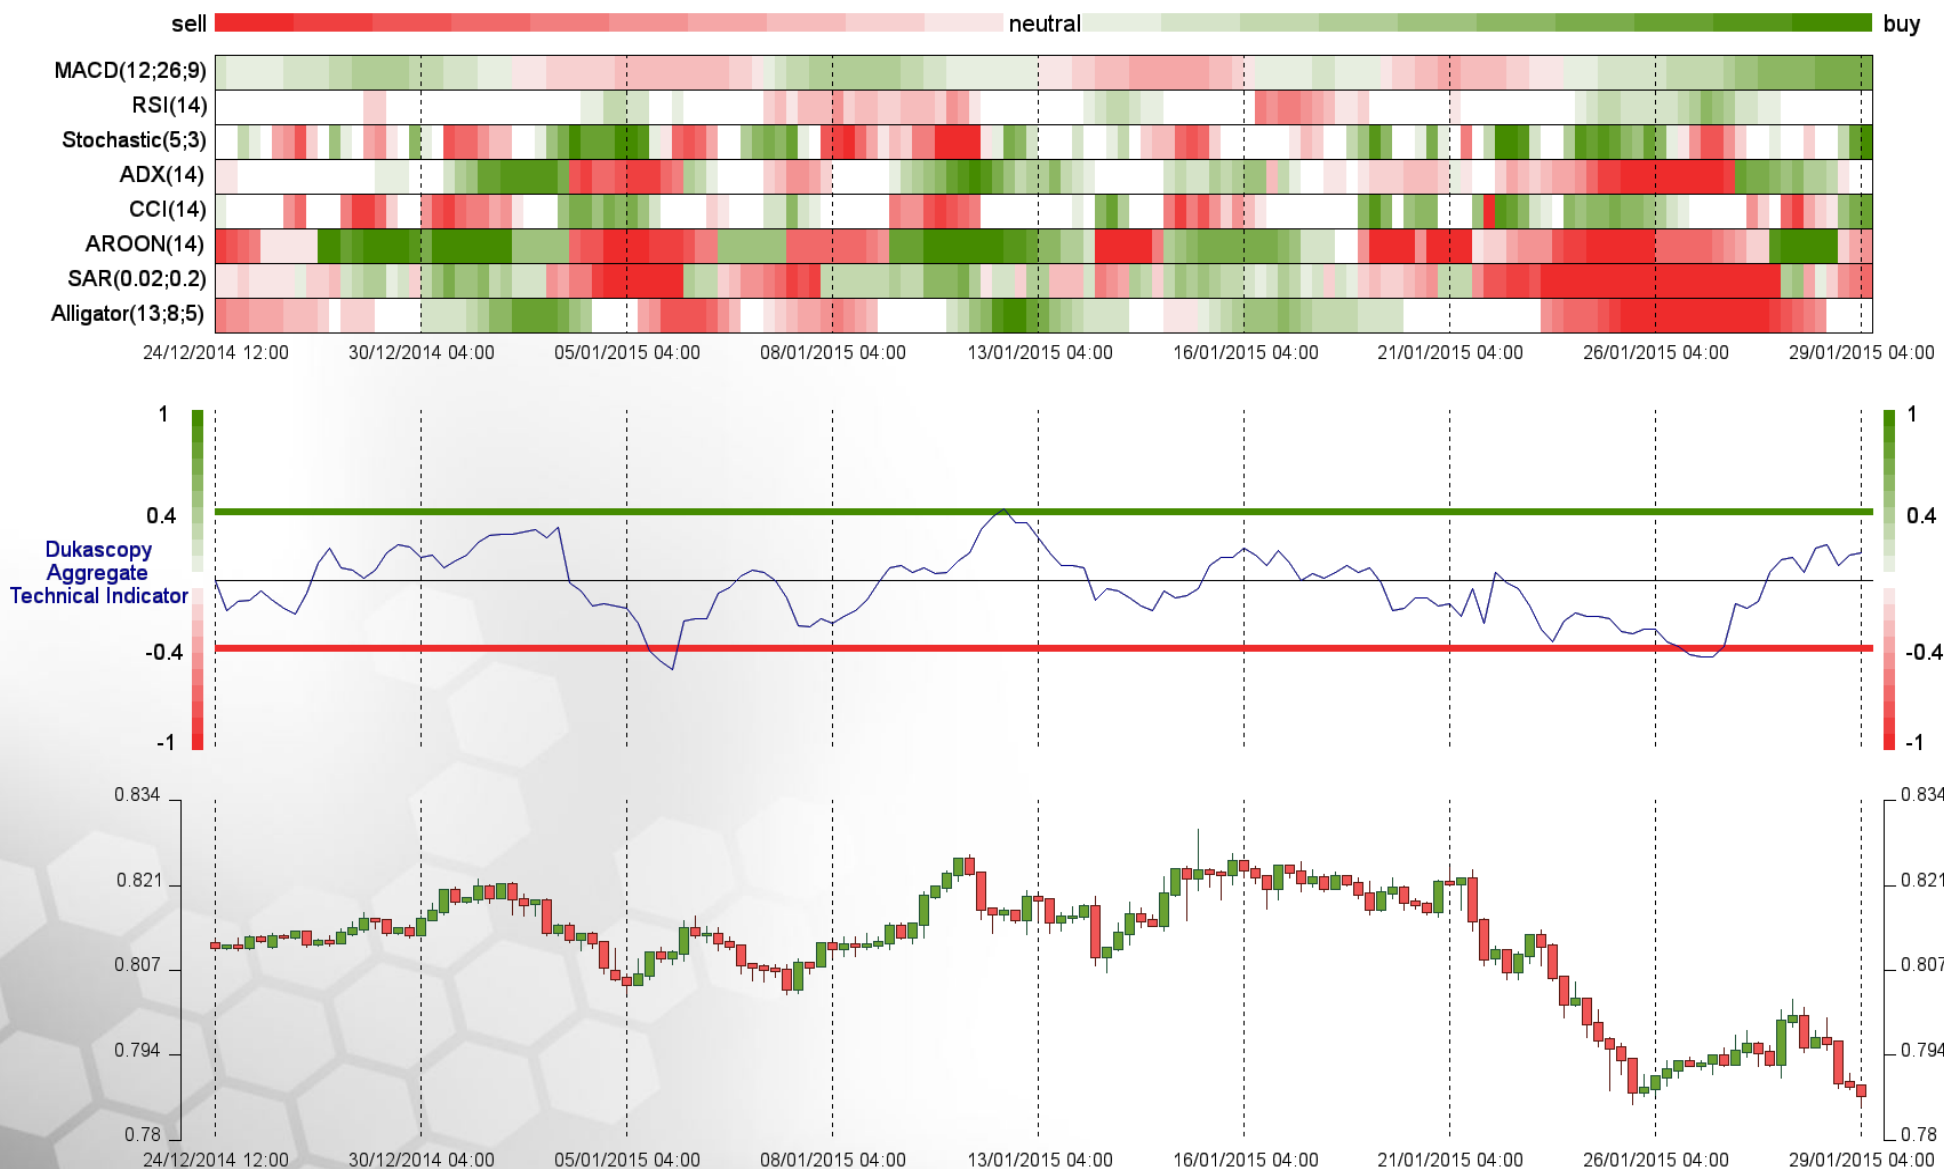 sell neutral buy
MACD(12;26;9)
RSI(14)
Stochastic(5;3)
ADX(14)
CCI(14)
AROON(14)
SAR(0.02;0.2)
Alligator(13;8;5)
24/12/2014 12:00 30/12/2014 04:00 05/01/2015 04:00 08/01/2015 04:00 13/01/2015 04:00 16/01/2015 04:00 21/01/2015 04:00 26/01/2015 04:00 29/01/2015 04:00
1 1
0.4 0.4
Dukascopy
Aggregate
Technical Indicator
-0.4 -0.4
-1 -1
0.834 0.834
0.821 0.821
0.807 0.807
0.794 0.794
0.78 0.78
24/12/2014 12:00 30/12/2014 04:00 05/01/2015 04:00 08/01/2015 04:00 13/01/2015 04:00 16/01/2015 04:00 21/01/2015 04:00 26/01/2015 04:00 29/01/2015 04:00